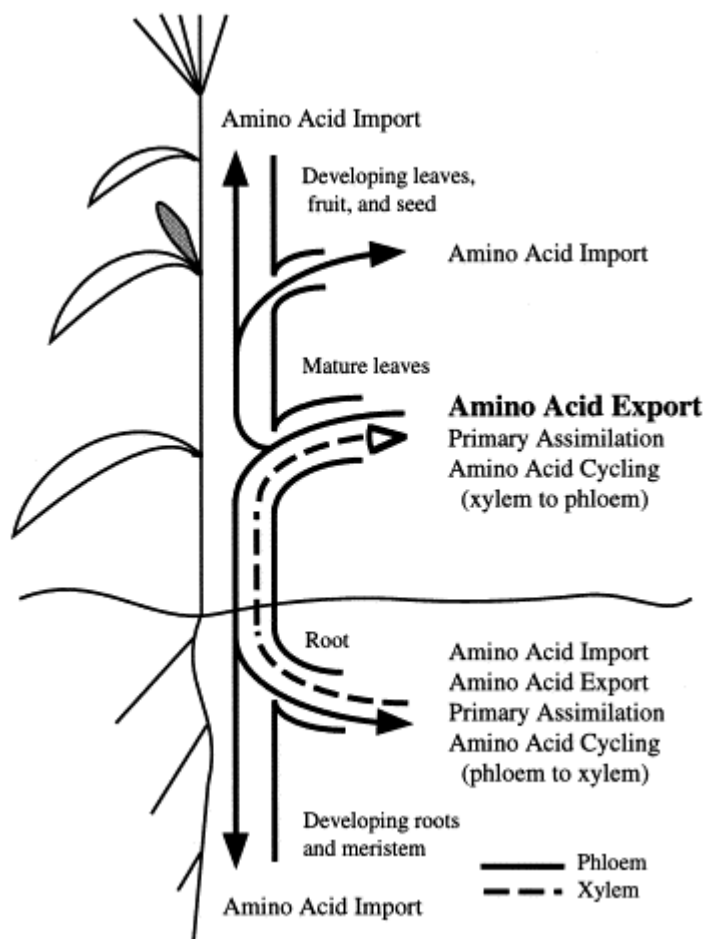 Amino Acid Import
Developing leaves,
fruit, and seed
Amino Acid Import
Mature leaves
Amino Acid Export
Primary Assimilation
Amino Acid Cycling
(xylem to phloem)
Root
Amino Acid Import
Amino Acid Export
Primary Assimilation
Amino Acid Cycling
(phloem to xylem)
Developing roots
and meristem
Phloem
Xylem
Amino Acid Import